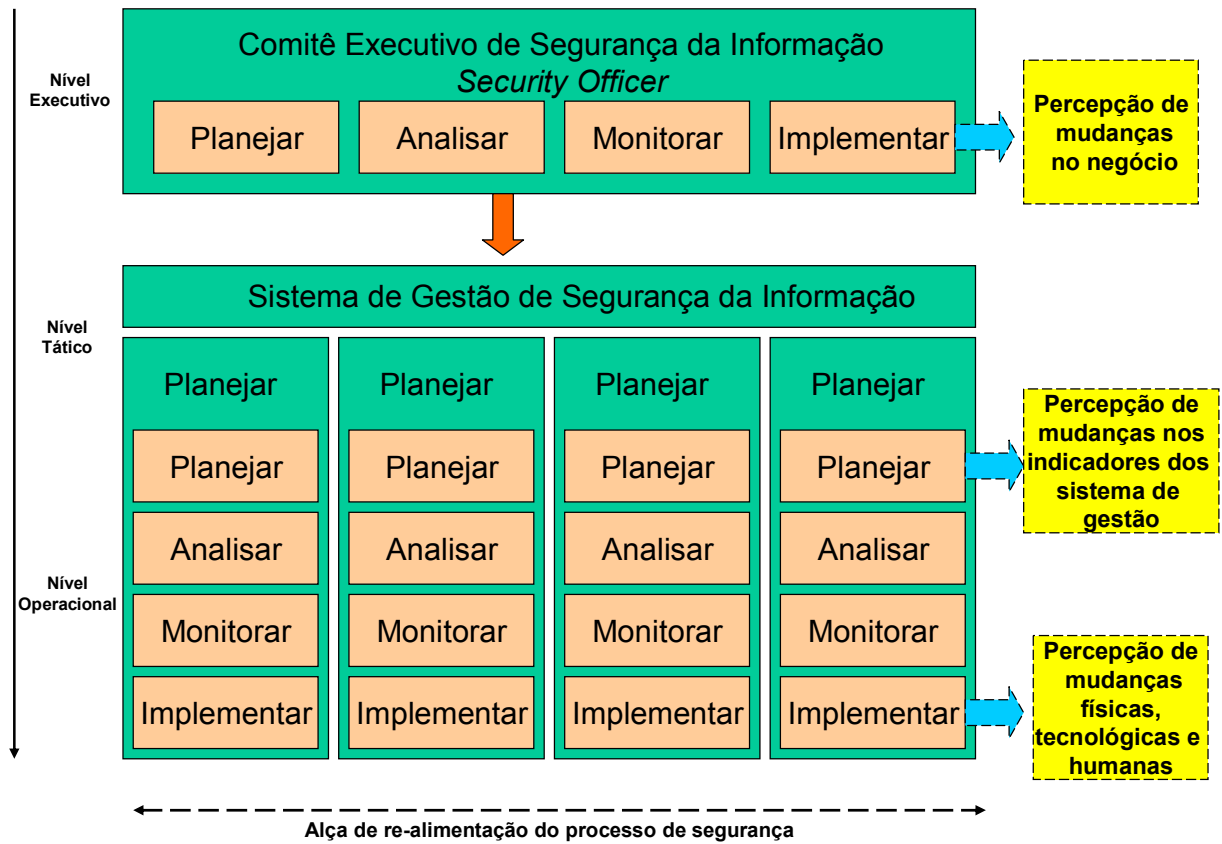 Comitê Executivo de Segurança da Informação
Security Officer
Nível
Executivo
Planejar
Analisar
Monitorar
Implementar
Percepção de
mudanças
no negócio
Sistema de Gestão de Segurança da Informação
Nível
Tático
Planejar
Planejar
Planejar
Planejar
Planejar
Planejar
Planejar
Planejar
Percepção de
mudanças nos
indicadores dos
sistema de
gestão
Analisar
Analisar
Analisar
Analisar
Nível
Operacional
Monitorar
Monitorar
Monitorar
Monitorar
Implementar
Implementar
Implementar
Implementar
Percepção de
mudanças
físicas,
tecnológicas e
humanas
Alça de re-alimentação do processo de segurança